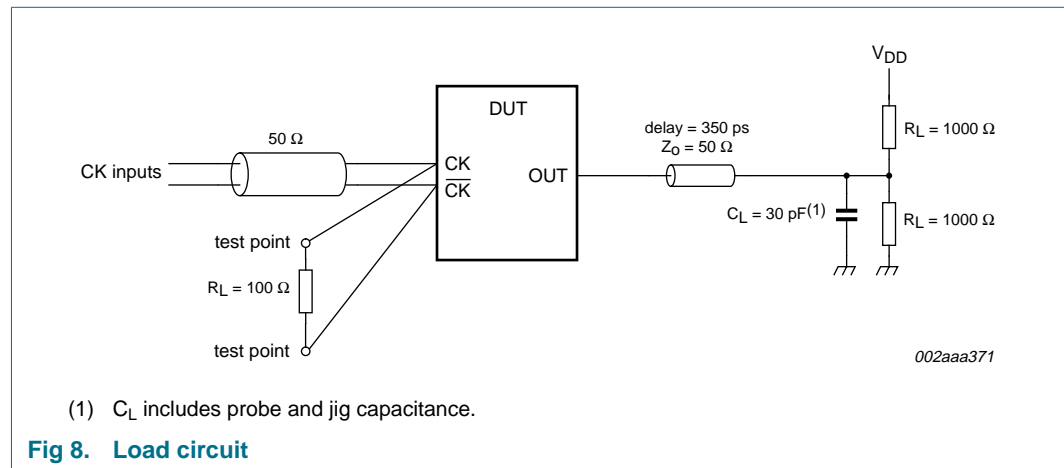 V_DD
DUT
R_L = 1000 Ω
delay = 350 ps
Z_o = 50 Ω
50 Ω
CK inputs
CK
C̅K̅
OUT
C_L = 30 pF(1)
R_L = 1000 Ω
test point
R_L = 100 Ω
test point
002aaa371
(1) C_L includes probe and jig capacitance.
Fig 8. Load circuit